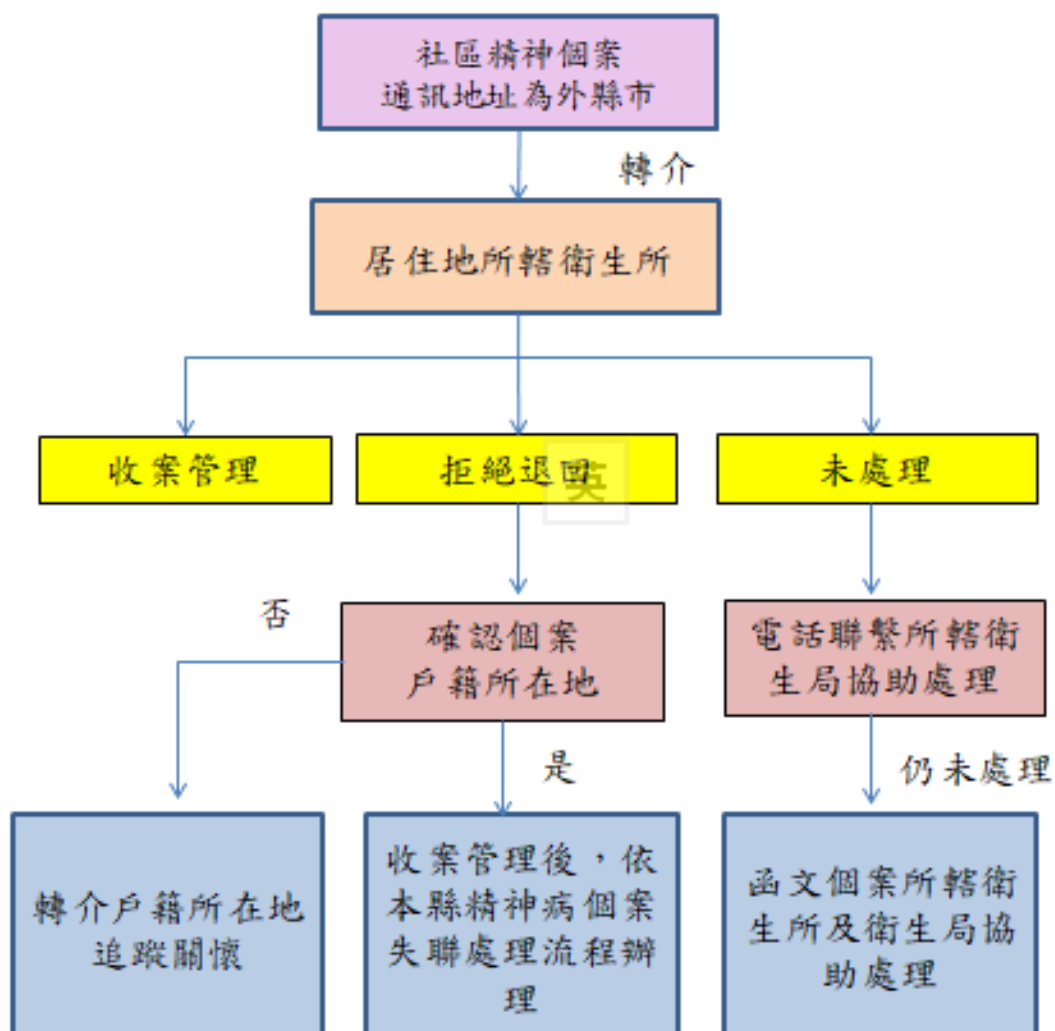 社區精神個案
通訊地址為外縣市
轉介
居住地所轄衛生所
收案管理
拒絕退回
英
未處理
否
確認個案
戶籍所在地
電話聯繫所轄衛
生局協助處理
是
仍未處理
轉介戶籍所在地
追蹤關懷
收案管理後，依
本縣精神病個案
失聯處理流程辦
理
函文個案所轄衛
生所及衛生局協
助處理